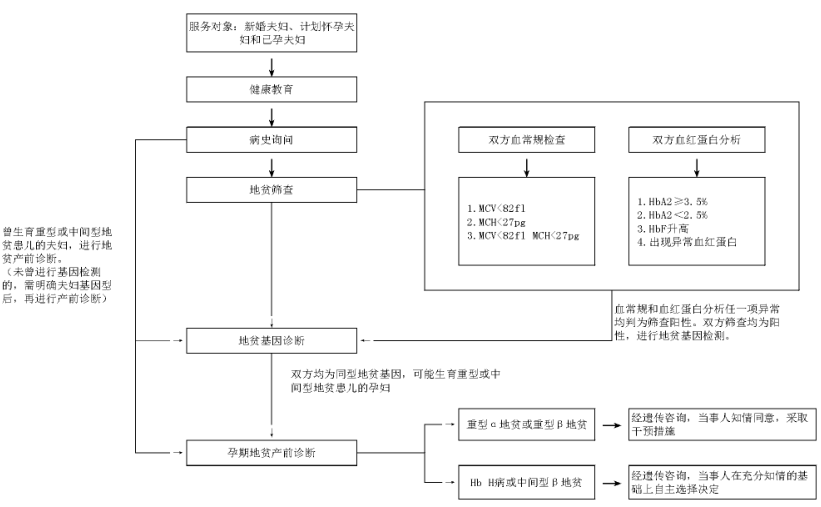 服务对象：新婚夫妇、计划怀孕夫
妇和已孕夫妇
健康教育
病史询问
双方血常规检查
双方血红蛋白分析
地贫筛查
1.MCV<82fl
2.MCH<27pg
3.MCV<82fl MCH<27pg
1.HbA2≥3.5%
2.HbA2<2.5%
3.HbF升高
4.出现异常血红蛋白
曾生育重型或中间型地
贫患儿的夫妇，进行地
贫产前诊断。
（未曾进行基因检测
的，需明确夫妇基因型
后，再进行产前诊断）
血常规和血红蛋白分析任一项异常
均判为筛查阳性。双方筛查均为阳
性，进行地贫基因检测。
地贫基因诊断
双方均为同型地贫基因，可能生育重型或中
间型地贫患儿的孕妇
重型α地贫或重型β地贫
经遗传咨询，当事人知情同意，采取
干预措施
孕期地贫产前诊断
Hb H病或中间型β地贫
经遗传咨询，当事人在充分知情的基
础上自主选择决定